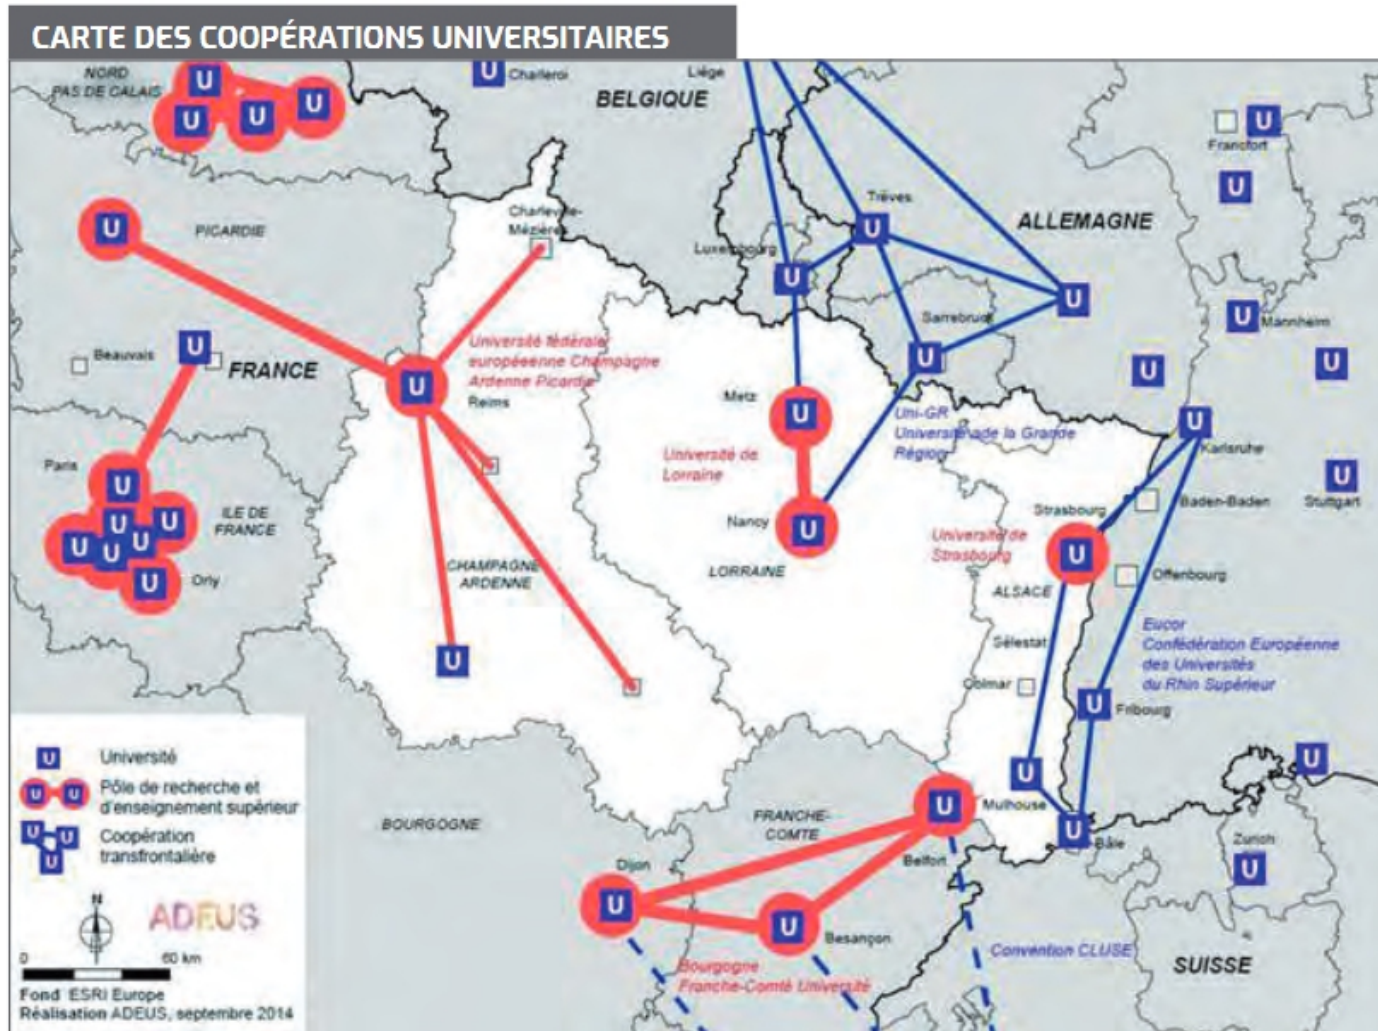 CARTE DES COOPÉRATIONS UNIVERSITAIRES
NORD
PAS DE CALAIS
U
U
U
U
U
Charleroi
Liége
BELGIQUE
U
Francfort
U
PICARDIE
U
Charleville-
Mézières
Trèves
U
ALLEMAGNE
Luxembourg
U
U
Sarrebruck
U
Mannheim
Beauvais
U
FRANCE
Université fédérale
européeenne Champagne
Ardenne Picardie
U
Reims
U
U
U
Metz
U
Uni-GR
Université ade la Grande
Région
U
Karlsruhe
Paris
U
Université de
Lorraine
U
Stuttgart
Baden-Baden
Strasbourg
U
U
U
U
U
U
Orly
ILE DE
FRANCE
Nancy
U
Université de
Strasbourg
U
CHAMPAGNE
ARDENNE
LORRAINE
ALSACE
Offenbourg
Eucor
Confédération Européenne
des Universités
du Rhin Supérieur
Sélestat
U
Colmar
U
Fribourg
U
Université
U U
Pôle de recherche et
d'enseignement supérieur
U U
U
Coopération
transfrontalière
N
ADEUS
0
60 km
Fond ESRI Europe
Réalisation ADEUS, septembre 2014
BOURGOGNE
FRANCHE-
COMTE
U
Belfort
U
Mulhouse
U
Bâle
U
Zurich
U
Dijon
U
U
Besançon
Bourgogne
Franche-Comté Université
Convention CLUSE
SUISSE